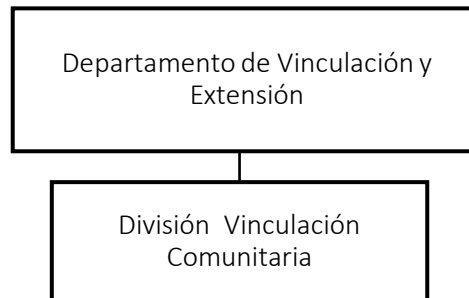 Departamento de Vinculación y
Extensión
División  Vinculación
Comunitaria